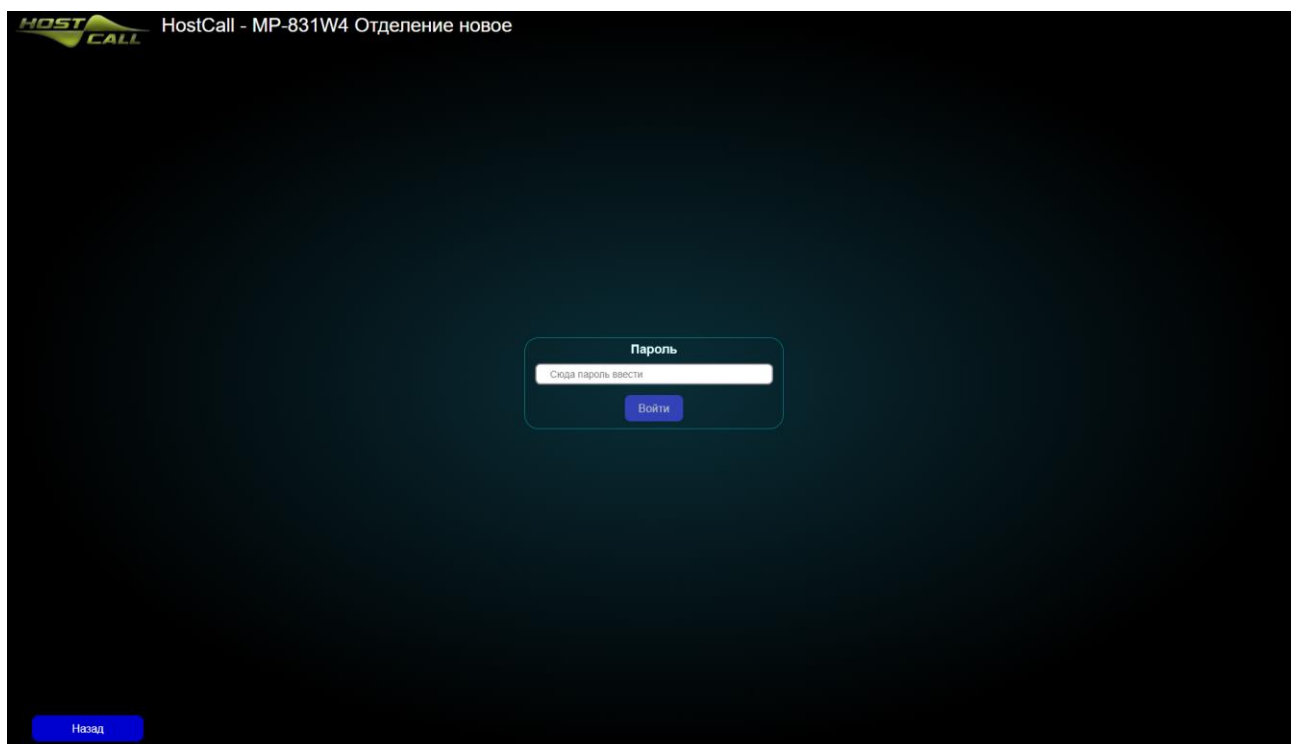 HOST CALL
HostCall - MP-831W4 Отделение новое
Пароль
Сюда пароль ввести
Войти
Назад